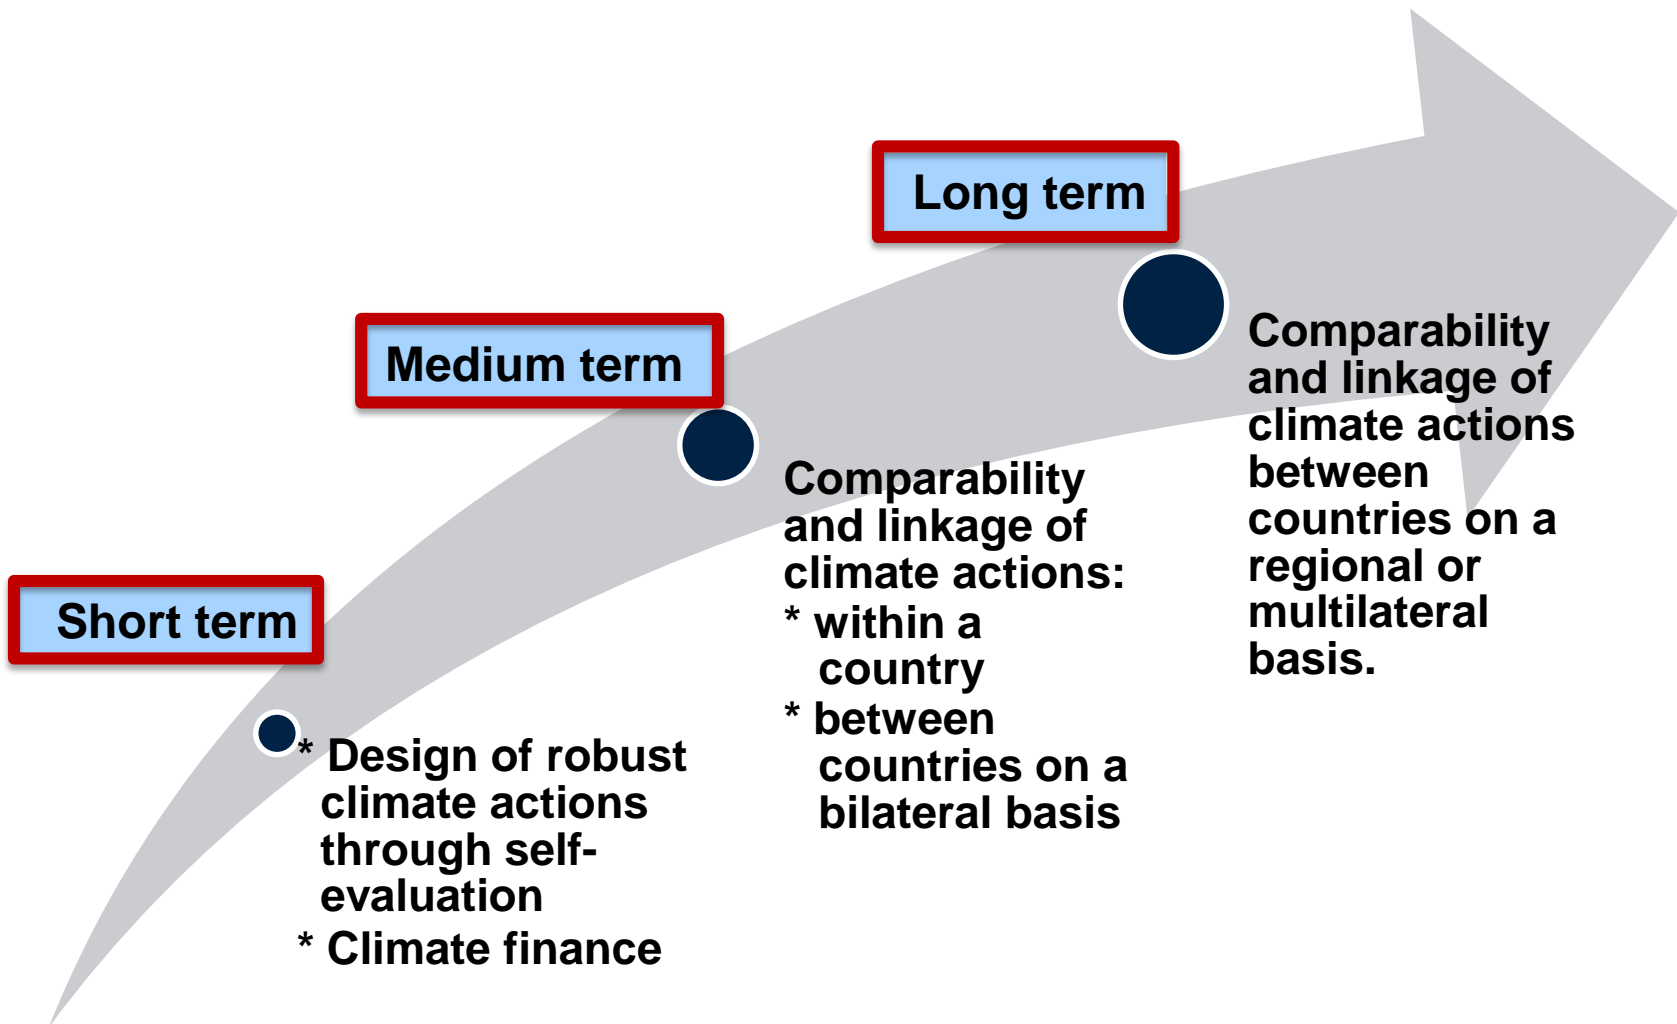 Long term
Medium term
Short term
* Design of robust
climate actions
through self-
evaluation
* Climate finance
Comparability
and linkage of
climate actions:
* within a
country
* between
countries on a
bilateral basis
Comparability
and linkage of
climate actions
between
countries on a
regional or
multilateral
basis.